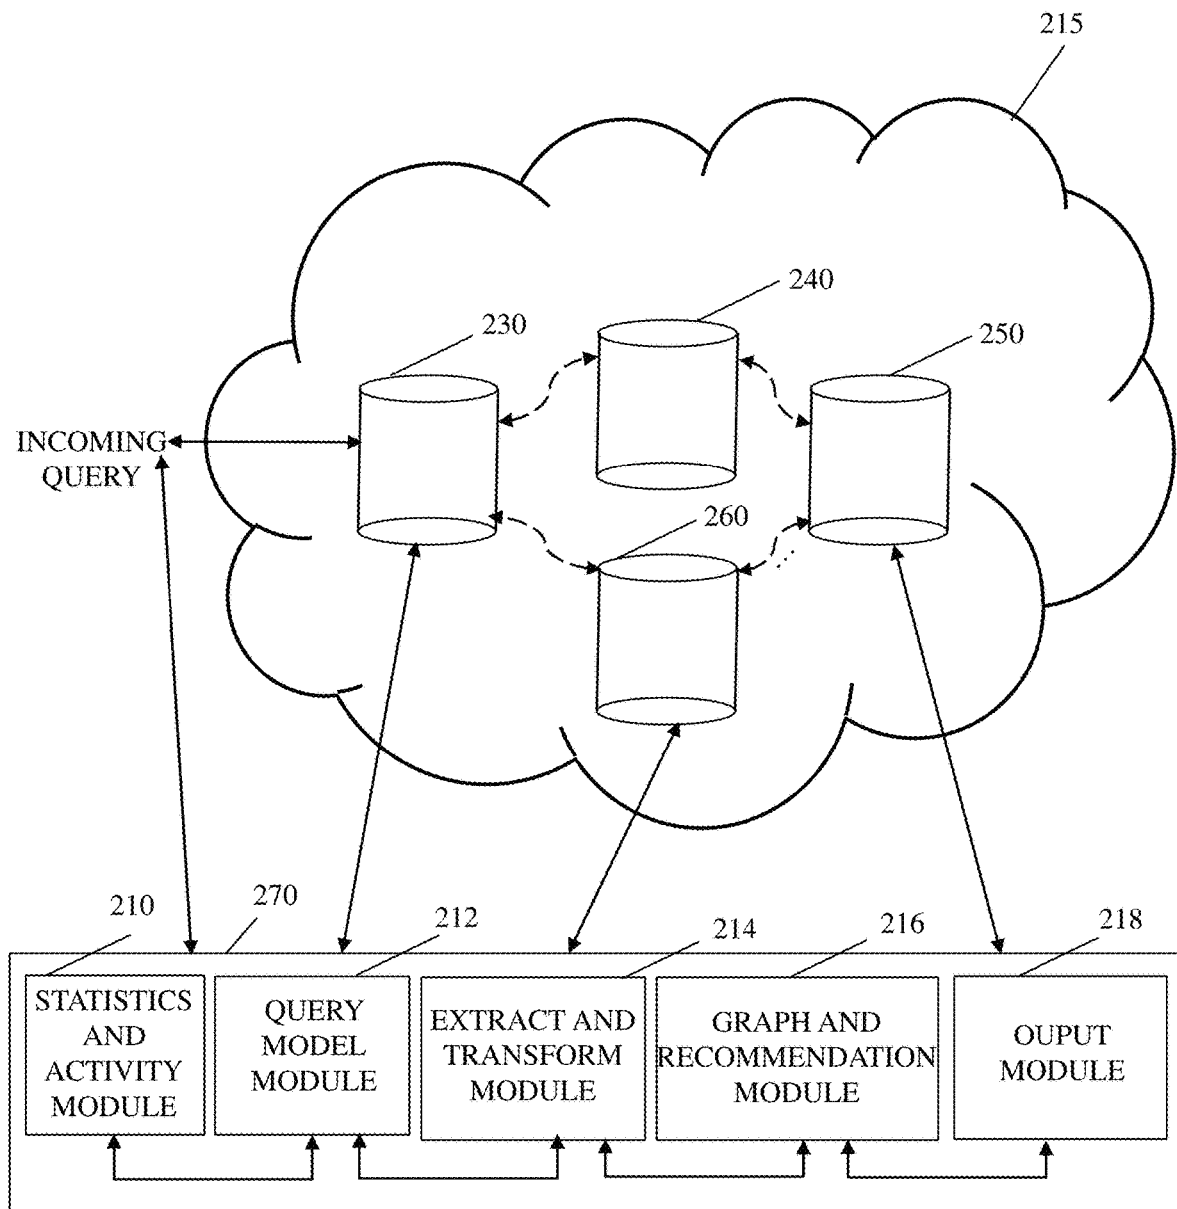 215
240
230
250
INCOMING
QUERY
260
210
270
212
214
216
218
STATISTICS
AND
ACTIVITY
MODULE
QUERY
MODEL
MODULE
EXTRACT AND
TRANSFORM
MODULE
GRAPH AND
RECOMMENDATION
MODULE
OUPUT
MODULE